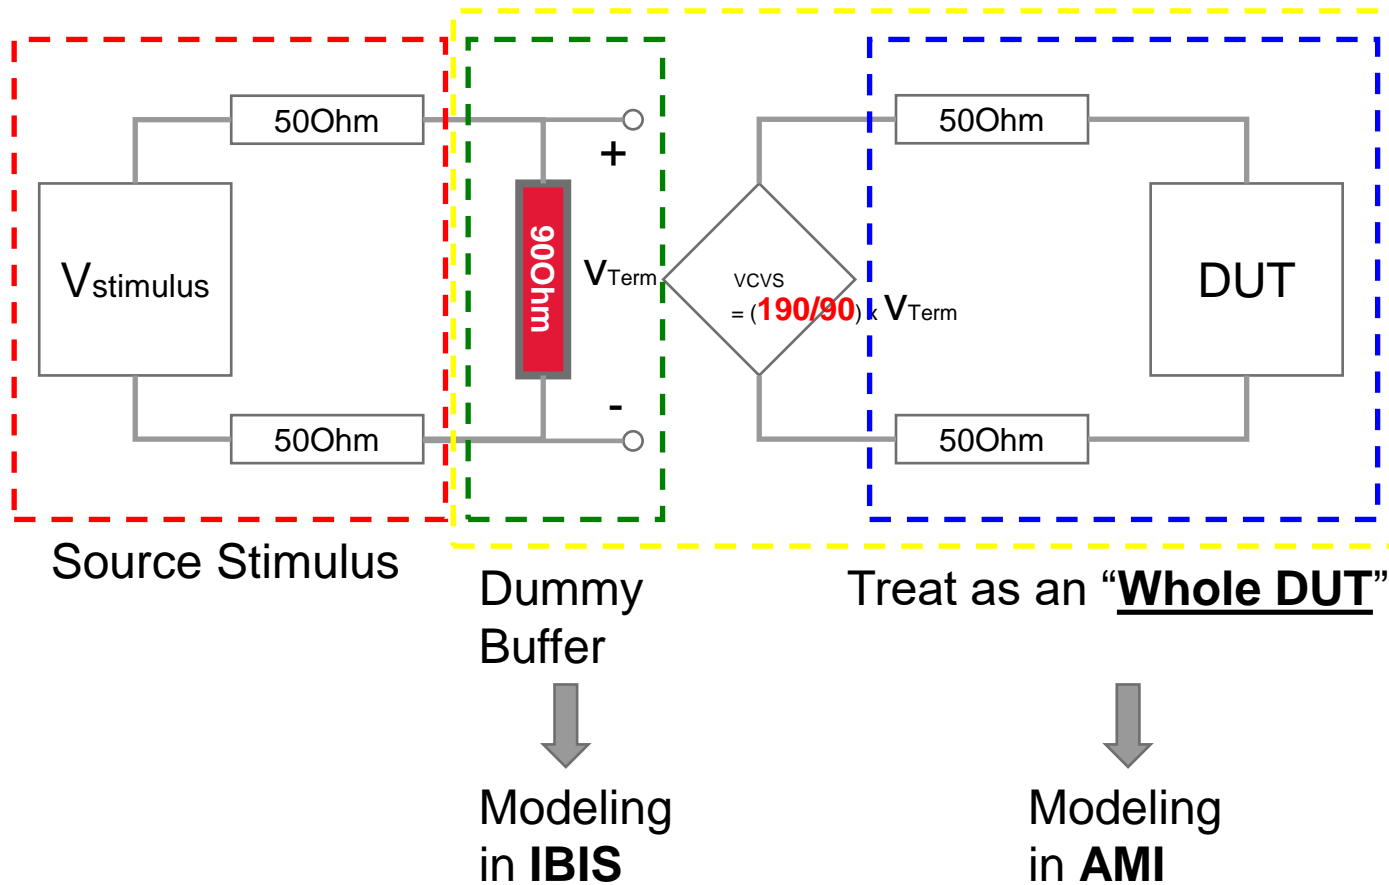 50Ohm
50Ohm
+
Vstimulus
90Ohm
VTerm
VCVS
= (190/90) x VTerm
DUT
-
50Ohm
50Ohm
Source Stimulus
Dummy
Buffer
Treat as an “Whole DUT”
Modeling
in IBIS
Modeling
in AMI